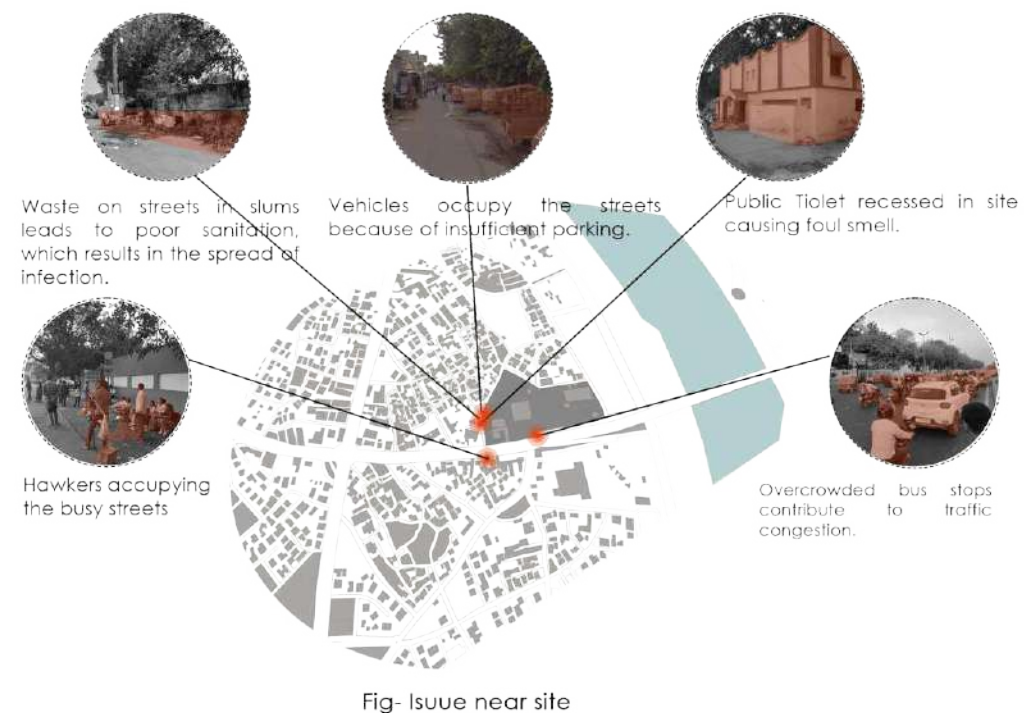 Waste on streets in slums
leads to poor sanitation,
which results in the spread of
infection.
Vehicles occupy the streets
because of insufficient parking.
Public Tiolet recessed in site
causing foul smell.
Hawkers accupying
the busy streets
Overcrowded bus stops
contribute to traffic
congestion.
Fig- Isuue near site